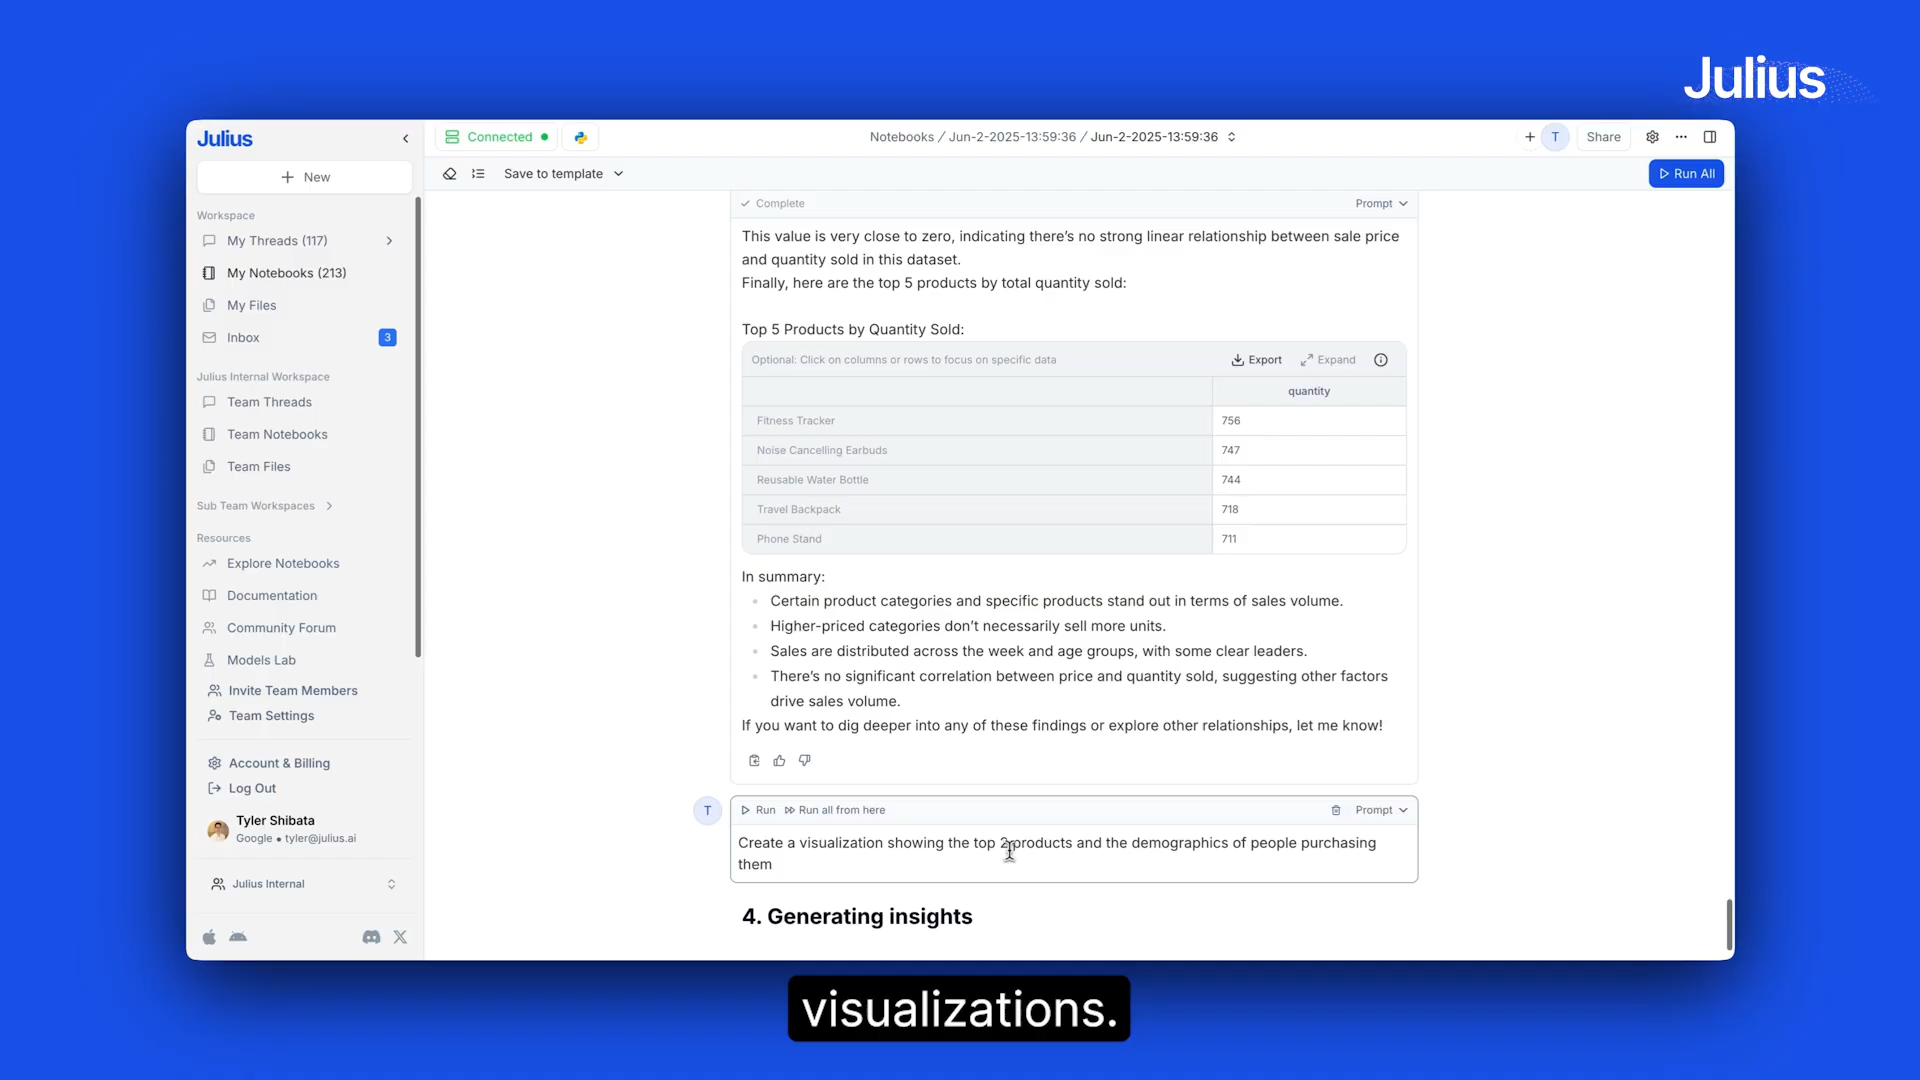 Julius
Julius
Connected
Notebooks / Jun-2-2025-13:59:36 / Jun-2-2025-13:59:36
T
Share
New
Save to template
Run All
Workspace
My Threads (117)
My Notebooks (213)
My Files
Inbox
3
Julius Internal Workspace
Team Threads
Team Notebooks
Team Files
Sub Team Workspaces
Resources
Explore Notebooks
Documentation
Community Forum
Models Lab
Invite Team Members
Team Settings
Account & Billing
Log Out
Tyler Shibata
Google • tyler@julius.ai
Julius Internal
Complete
Prompt
This value is very close to zero, indicating there's no strong linear relationship between sale price
and quantity sold in this dataset.
Finally, here are the top 5 products by total quantity sold:
Top 5 Products by Quantity Sold:
Optional: Click on columns or rows to focus on specific data
Export
Expand
quantity
Fitness Tracker 756
Noise Cancelling Earbuds 747
Reusable Water Bottle 744
Travel Backpack 718
Phone Stand 711
In summary:
Certain product categories and specific products stand out in terms of sales volume.
Higher-priced categories don't necessarily sell more units.
Sales are distributed across the week and age groups, with some clear leaders.
There's no significant correlation between price and quantity sold, suggesting other factors
drive sales volume.
If you want to dig deeper into any of these findings or explore other relationships, let me know!
T
Run
Run all from here
Prompt
Create a visualization showing the top 2 products and the demographics of people purchasing
them
4. Generating insights
visualizations.